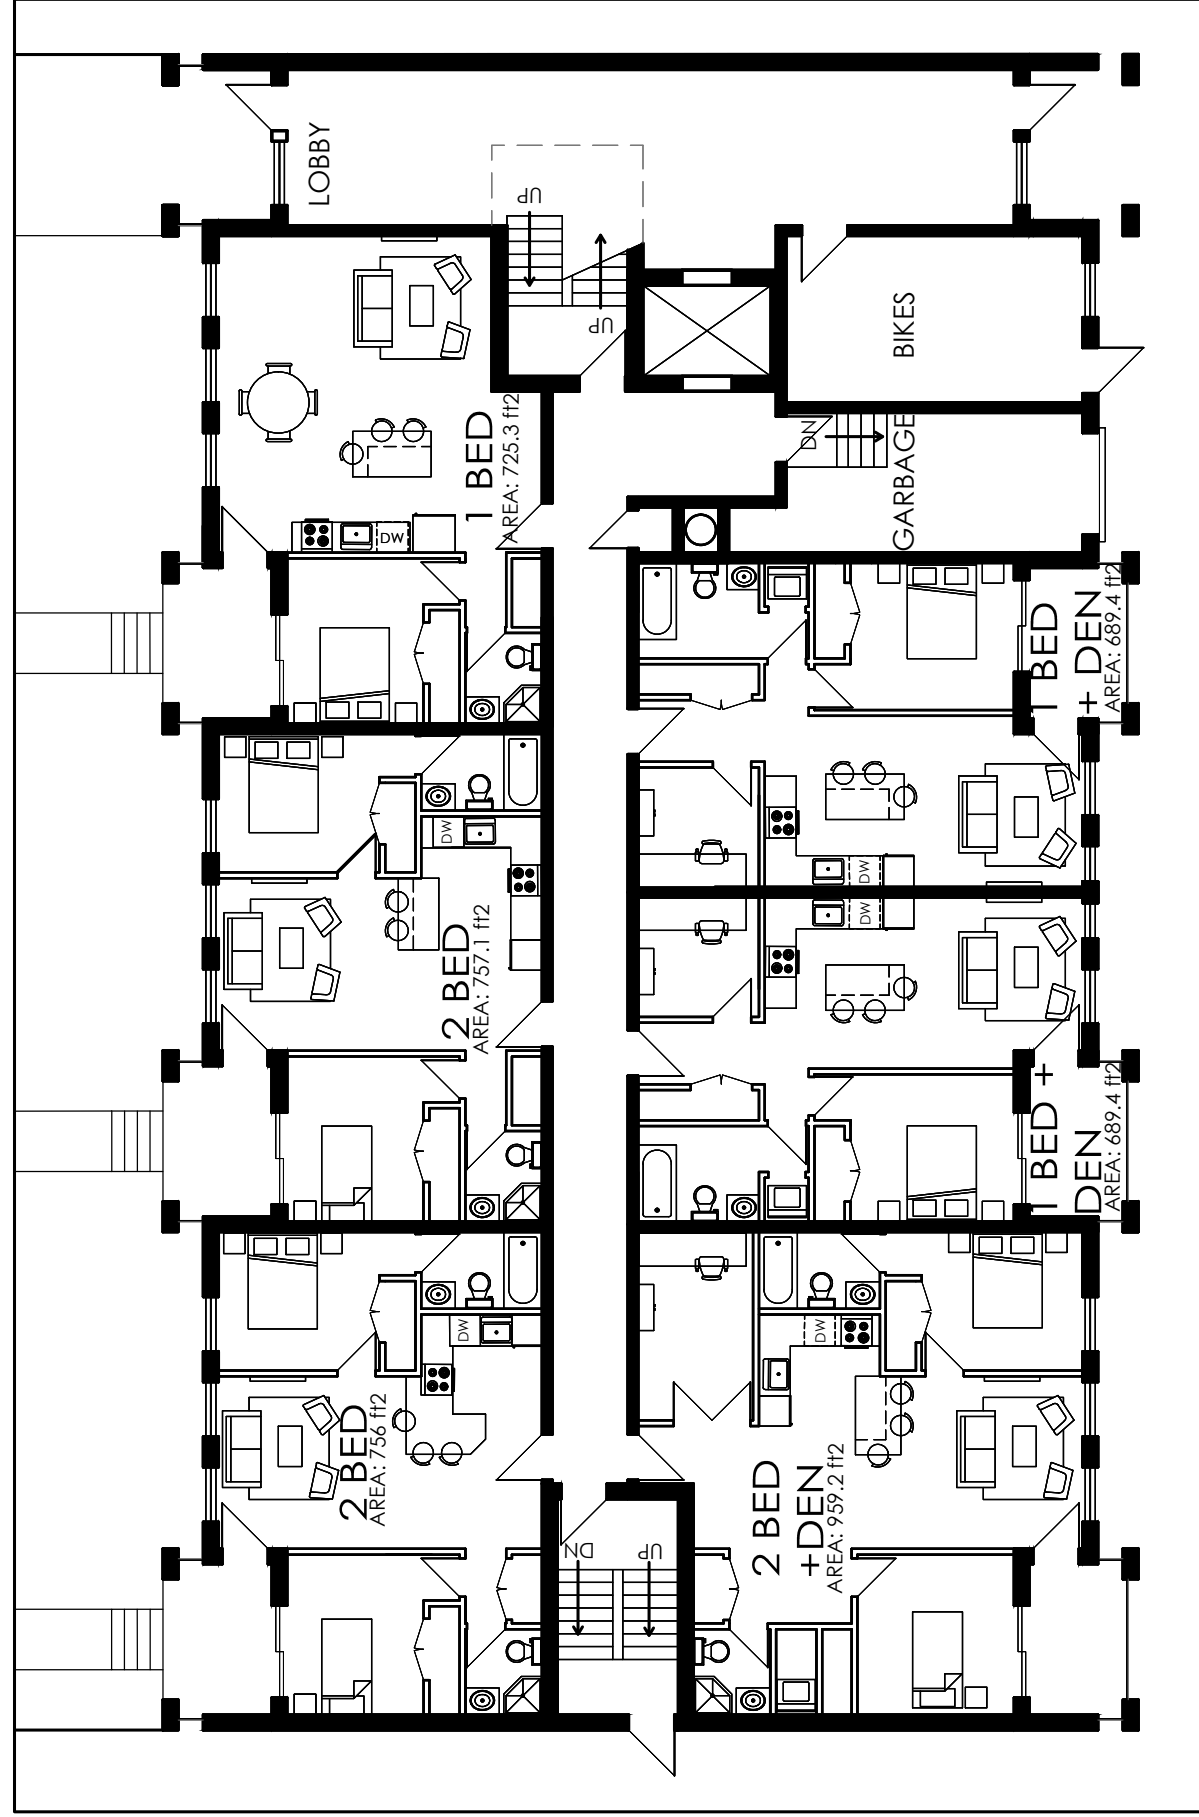 LOBBY
UP
UP
BIKES
DN
GARBAGE
1 BED
AREA: 725.3 ft2
DW
1 BED
+ DEN
AREA: 689.4 ft2
DW
DW
2 BED
AREA: 757.1 ft2
DW
DW
1 BED +
DEN
AREA: 689.4 ft2
DW
DW
2 BED
AREA: 756 ft2
2 BED
+DEN
AREA: 959.2 ft2
DN
UP